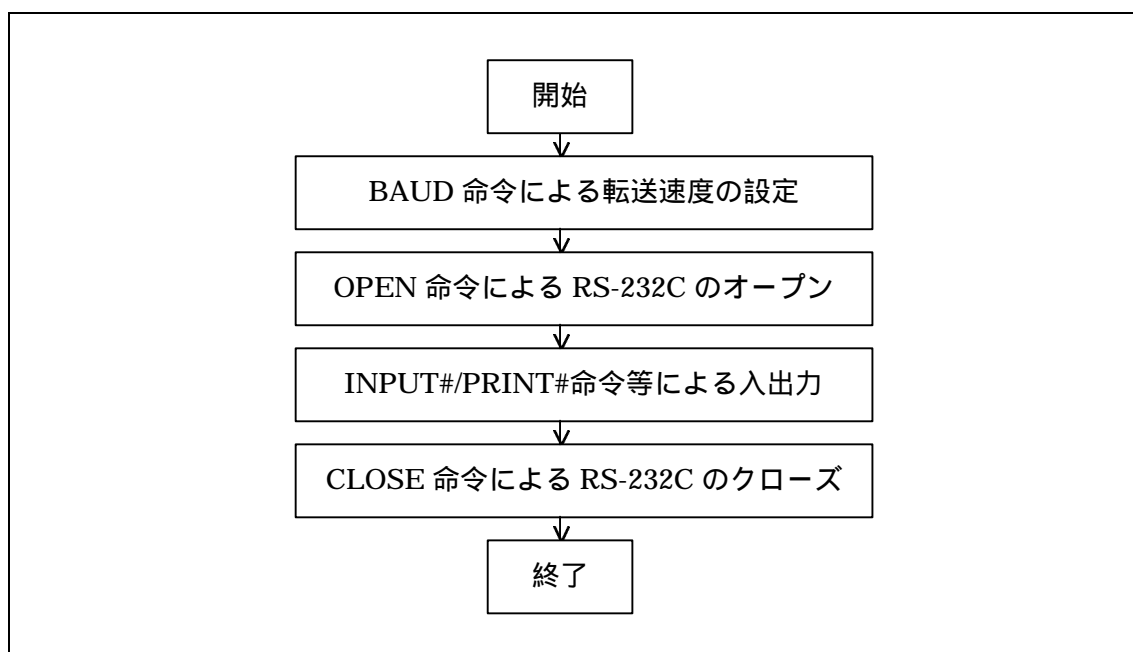 開始
BAUD 命令による転送速度の設定
OPEN 命令による RS-232C のオープン
INPUT#/PRINT#命令等による入出力
CLOSE 命令による RS-232C のクローズ
終了